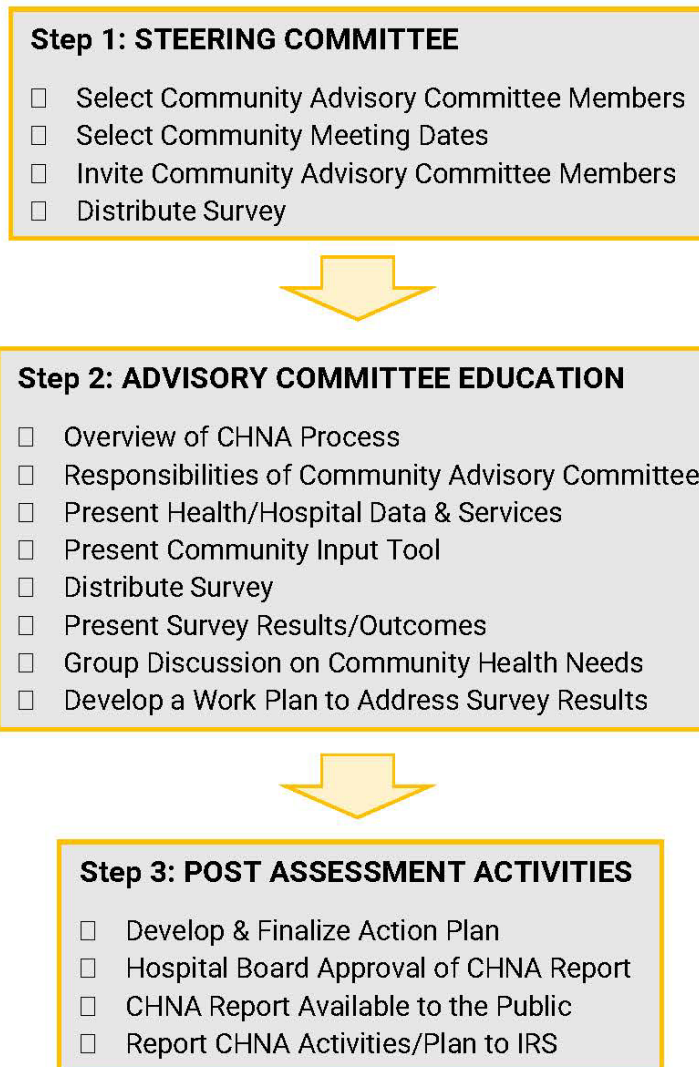 Step 1: STEERING COMMITTEE
Select Community Advisory Committee Members
Select Community Meeting Dates
Invite Community Advisory Committee Members
Distribute Survey
Step 2: ADVISORY COMMITTEE EDUCATION
Overview of CHNA Process
Responsibilities of Community Advisory Committee
Present Health/Hospital Data & Services
Present Community Input Tool
Distribute Survey
Present Survey Results/Outcomes
Group Discussion on Community Health Needs
Develop a Work Plan to Address Survey Results
Step 3: POST ASSESSMENT ACTIVITIES
Develop & Finalize Action Plan
Hospital Board Approval of CHNA Report
CHNA Report Available to the Public
Report CHNA Activities/Plan to IRS